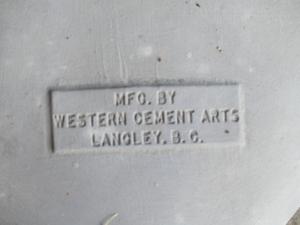 MFG. BY
WESTERN CEMENT ARTS
LANGLEY. B. C.